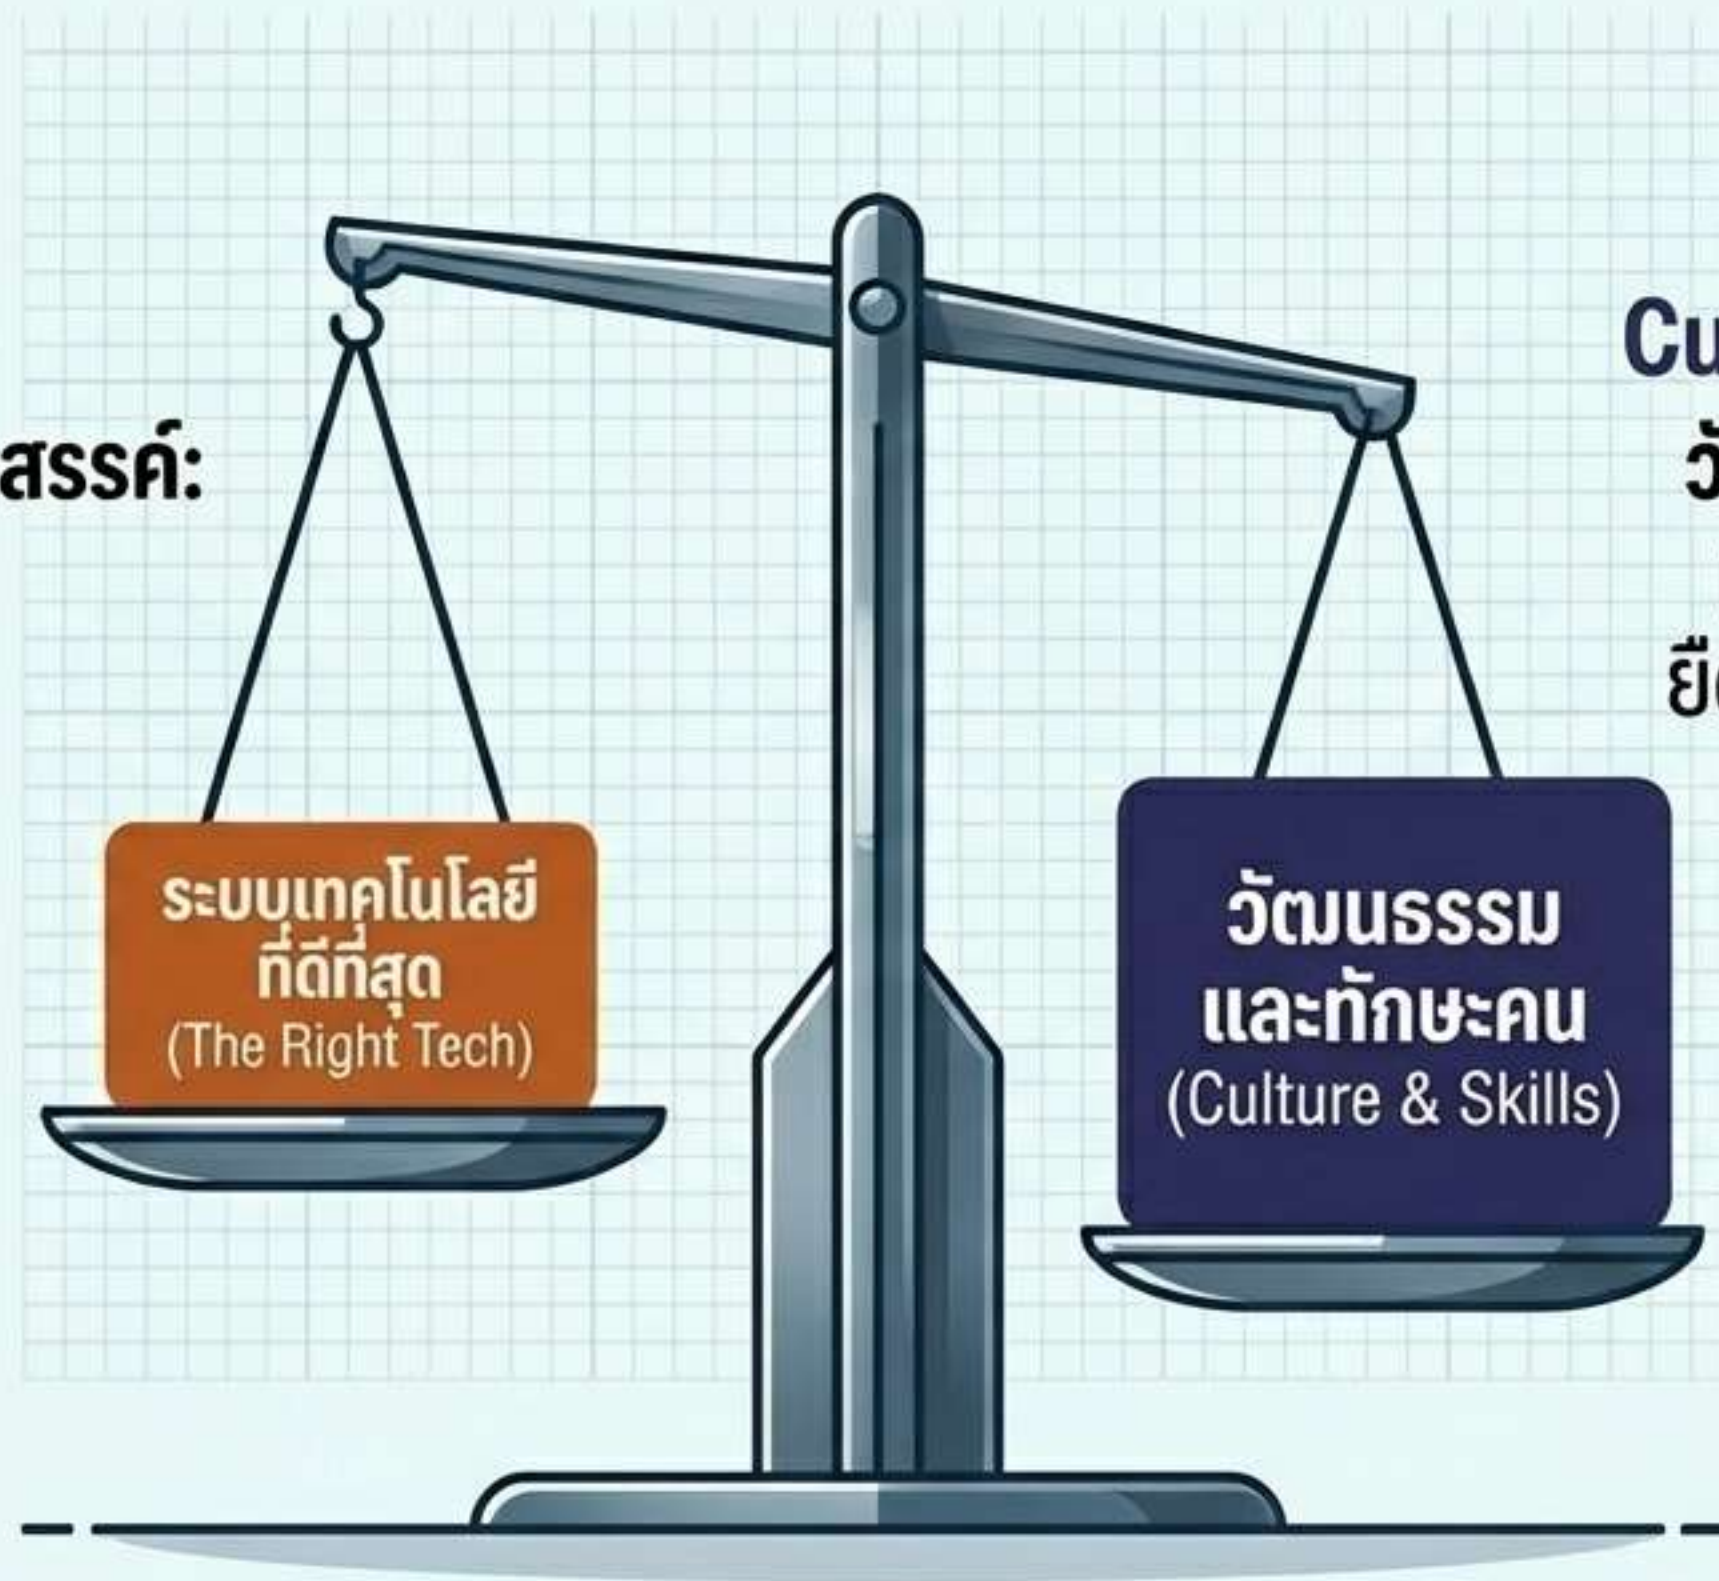 สรรค์:
ระบบเทคโนโลยี
ที่ดีที่สุด
(The Right Tech)
Cu
วั
วัฒนธรรม
และทักษะคน
(Culture & Skills)